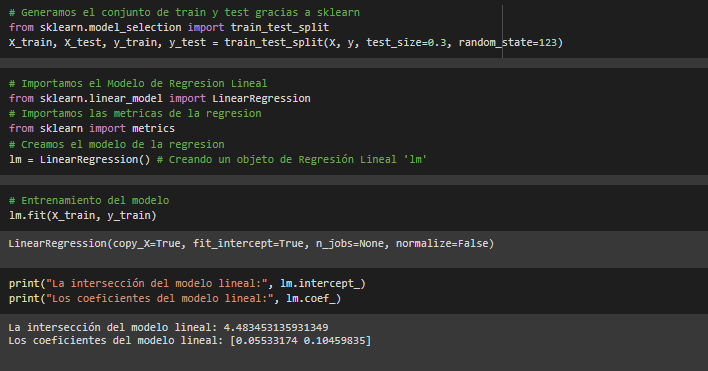 # Generamos el conjunto de train y test gracias a sklearn
from sklearn.model_selection import train_test_split
X_train, X_test, y_train, y_test = train_test_split(X, y, test_size=0.3, random_state=123)
# Importamos el Modelo de Regresion Lineal
from sklearn.linear_model import LinearRegression
# Importamos las metricas de la regresion
from sklearn import metrics
# Creamos el modelo de la regresion
lm = LinearRegression() # Creando un objeto de Regresión Lineal 'lm'
# Entrenamiento del modelo
lm.fit(X_train, y_train)
LinearRegression(copy_X=True, fit_intercept=True, n_jobs=None, normalize=False)
print("La intersección del modelo lineal:", lm.intercept_)
print("Los coeficientes del modelo lineal:", lm.coef_)
La intersección del modelo lineal: 4.483453135931349
Los coeficientes del modelo lineal: [0.05533174 0.10459835]